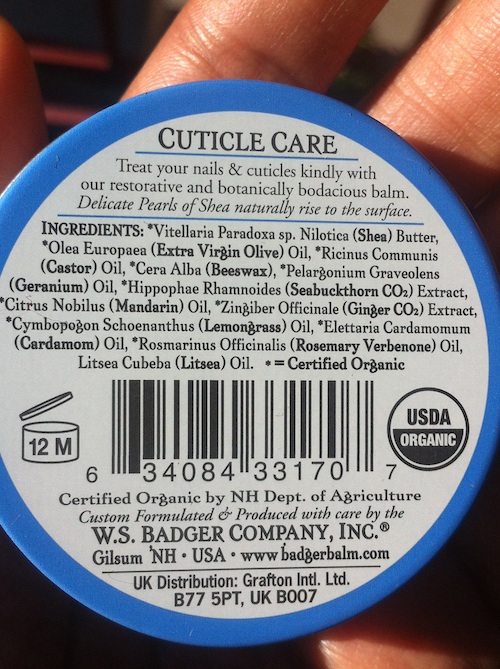 CUTICLE CARE
Treat your nails & cuticles kindly with
our restorative and botanically bodacious balm.
Delicate Pearls of Shea naturally rise to the surface.
INGREDIENTS: *Vitellaria Paradoxa sp. Nilotica (Shea) Butter,
*Olea Europaea (Extra Virgin Olive) Oil, *Ricinus Communis
(Castor) Oil, *Cera Alba (Beeswax), *Pelargonium Graveolens
(Geranium) Oil, *Hippophae Rhamnoides (Seabuckthorn CO₂) Extract,
*Citrus Nobilus (Mandarin) Oil, *Zingiber Officinale (Ginger CO₂) Extract,
*Cymbopogon Schoenanthus (Lemongrass) Oil, *Elettaria Cardamomum
(Cardamom) Oil, *Rosmarinus Officinalis (Rosemary Verbenone) Oil,
Litsea Cubeba (Litsea) Oil. *= Certified Organic
12 M
6 34084 33170 7
USDA
ORGANIC
Certified Organic by NH Dept. of Agriculture
Custom Formulated & Produced with care by the
W.S. BADGER COMPANY, INC.®
Gilsum NH • USA • www.badgerbalm.com
UK Distribution: Grafton Intl. Ltd.
B77 5PT, UK B007